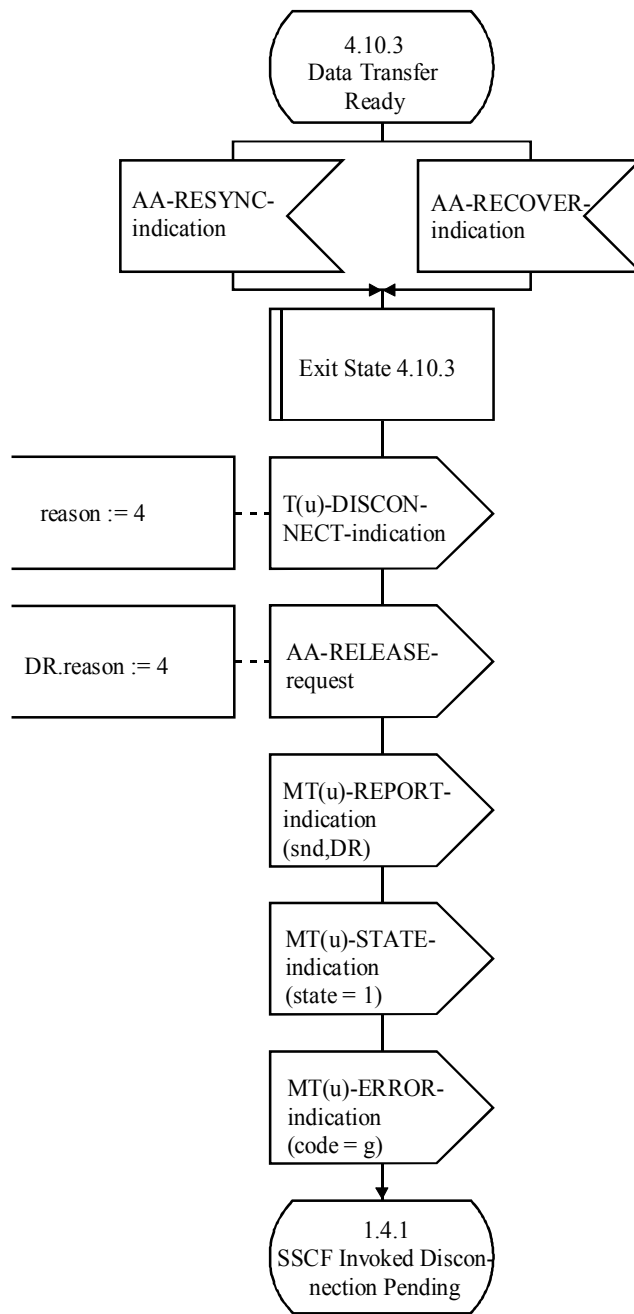 4.10.3
Data Transfer
Ready
AA-RESYNC-
indication
AA-RECOVER-
indication
Exit State 4.10.3
reason := 4
T(u)-DISCON-
NECT-indication
DR.reason := 4
AA-RELEASE-
request
MT(u)-REPORT-
indication
(snd,DR)
MT(u)-STATE-
indication
(state = 1)
MT(u)-ERROR-
indication
(code = g)
1.4.1
SSCF Invoked Discon-
nection Pending